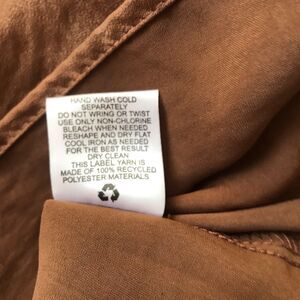 HAND WASH COLD
SEPARATELY
DO NOT WRING OR TWIST
USE ONLY NON-CHLORINE
BLEACH WHEN NEEDED
RESHAPE AND DRY FLAT
COOL IRON AS NEEDED
FOR THE BEST RESULT
DRY CLEAN
THIS LABEL YARN IS
MADE OF 100% RECYCLED
POLYESTER MATERIALS